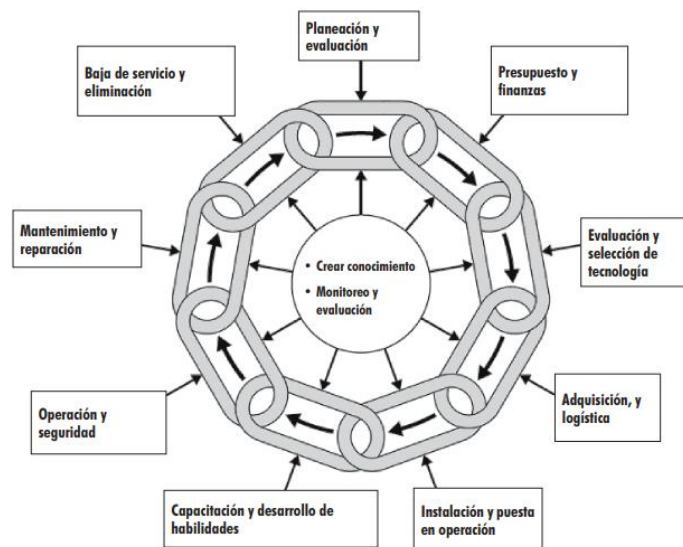 Planeación y
evaluación
Presupuesto y
finanzas
Evaluación y
selección de
tecnología
Adquisición, y
logística
Instalación y puesta
en operación
Capacitación y desarrollo de
habilidades
Operación y
seguridad
Mantenimiento y
reparación
Baja de servicio y
eliminación
• Crear conocimiento
• Monitoreo y
evaluación